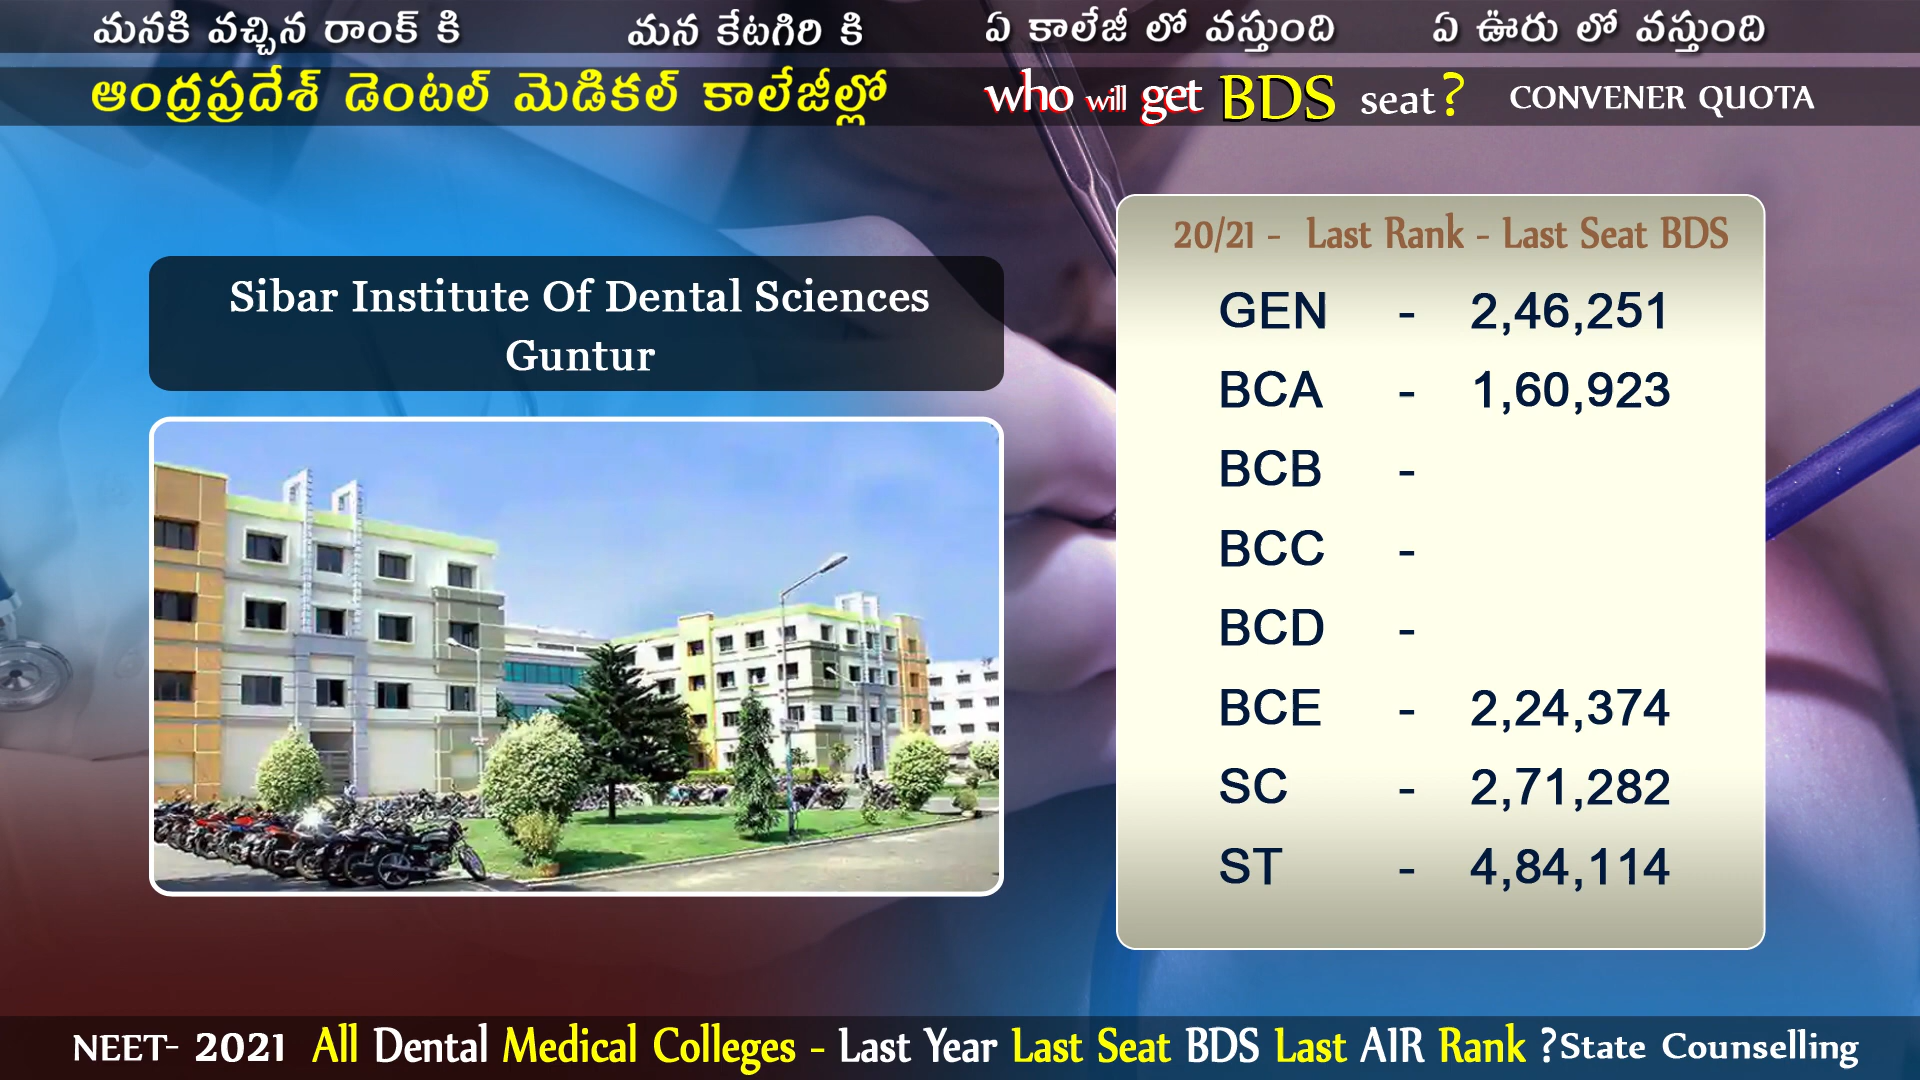 మనకి వచ్చిన రాంక్ కి మన కేటగిరి కి ఏ కాలేజీ లో వస్తుంది ఏ ఊరు లో వస్తుంది
ఆంద్రప్రదేశ్ డెంటల్ మెడికల్ కాలేజీల్లో who will get BDS seat? CONVENER QUOTA
Sibar Institute Of Dental Sciences
Guntur
20/21 - Last Rank - Last Seat BDS
GEN - 2,46,251
BCA - 1,60,923
BCB -
BCC -
BCD -
BCE - 2,24,374
SC - 2,71,282
ST - 4,84,114
NEET- 2021 All Dental Medical Colleges - Last Year Last Seat BDS Last AIR Rank ?State Counselling